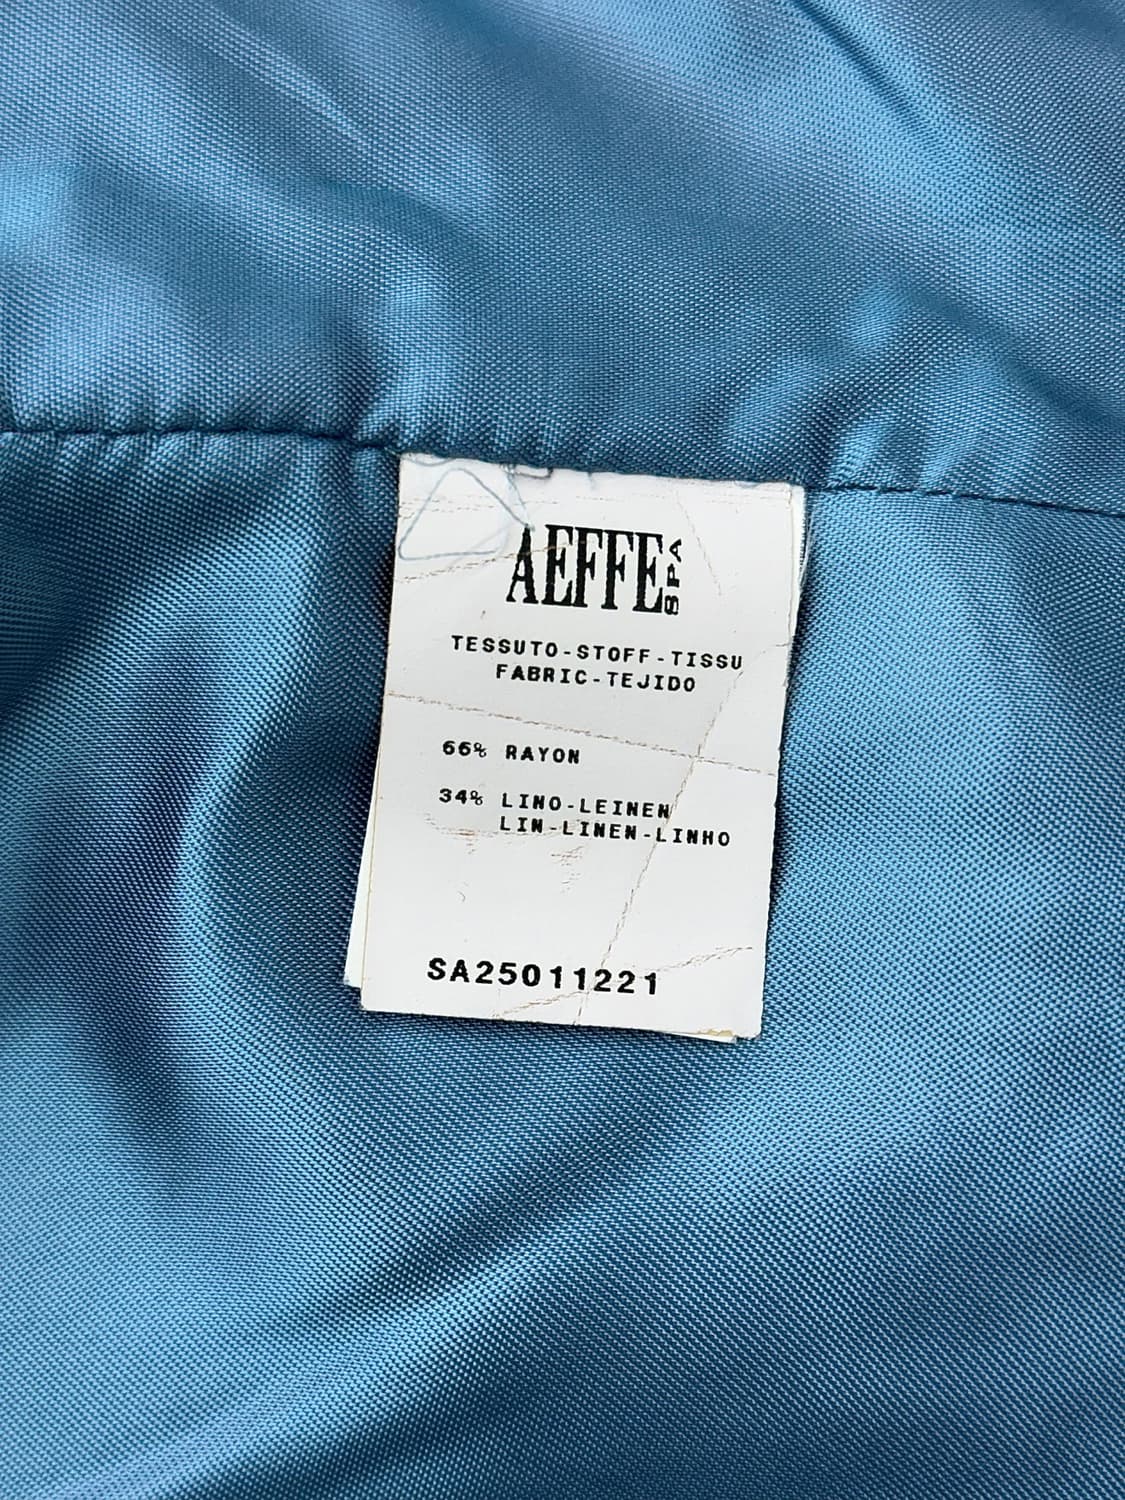 AEFFE SPA
TESSUTO-STOFF-TISSU
FABRIC-TEJIDO
66% RAYON
34% LINO-LEINEN
LIN-LINEN-LINHO
SA25011221